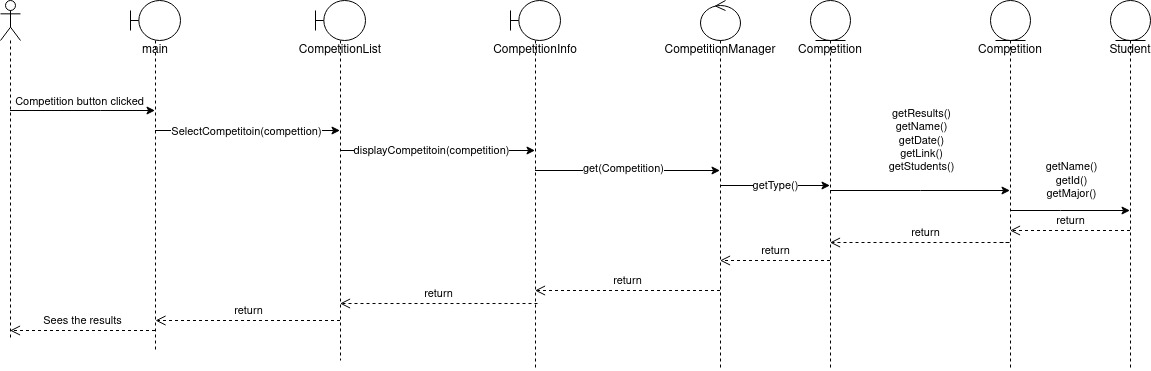 main
CompetitionList
CompetitionInfo
CompetitionManager
Competition
Competition
Student
Competition button clicked
SelectCompetitoin(compettion)
displayCompetitoin(competition)
get(Competition)
getType()
getResults()
getName()
getDate()
getLink()
getStudents()
getName()
getId()
getMajor()
return
return
return
return
return
return
Sees the results